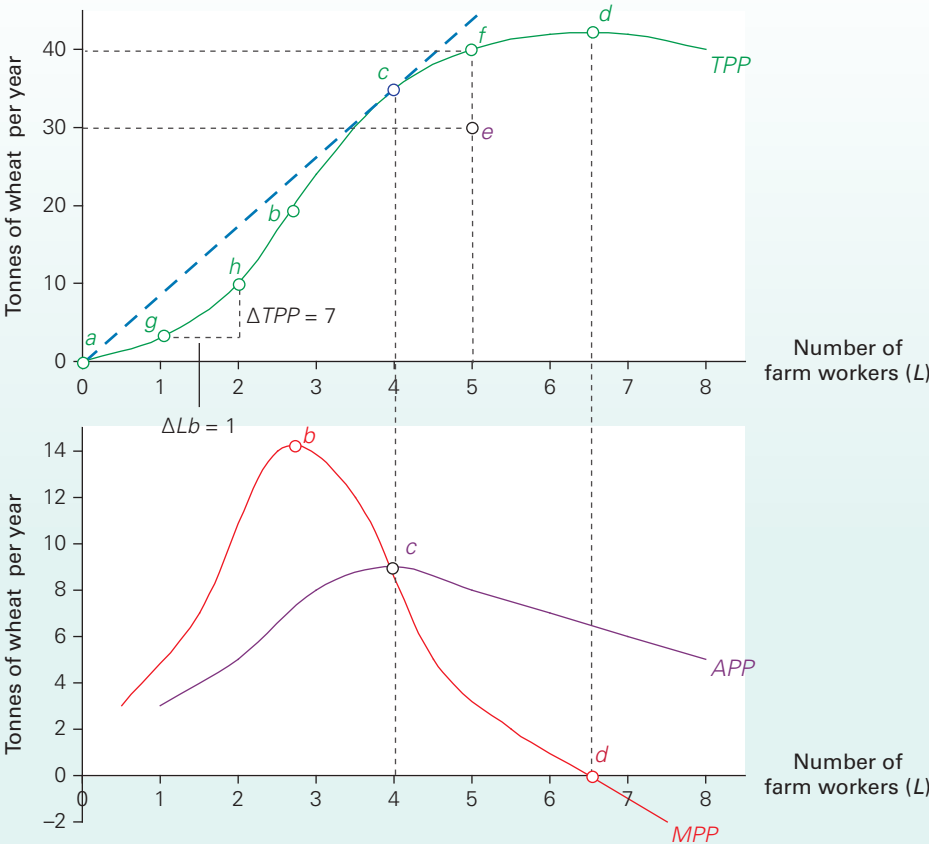 Tonnes of wheat per year
40
30
20
10
0
a
g
h
b
c
f
d
e
TPP
ΔTPP = 7
0 1 2 3 4 5 6 7 8
Number of
farm workers (L)
ΔLb = 1
Tonnes of wheat per year
14
12
10
8
6
4
2
0
–2
b
c
d
APP
MPP
0 1 2 3 4 5 6 7 8
Number of
farm workers (L)